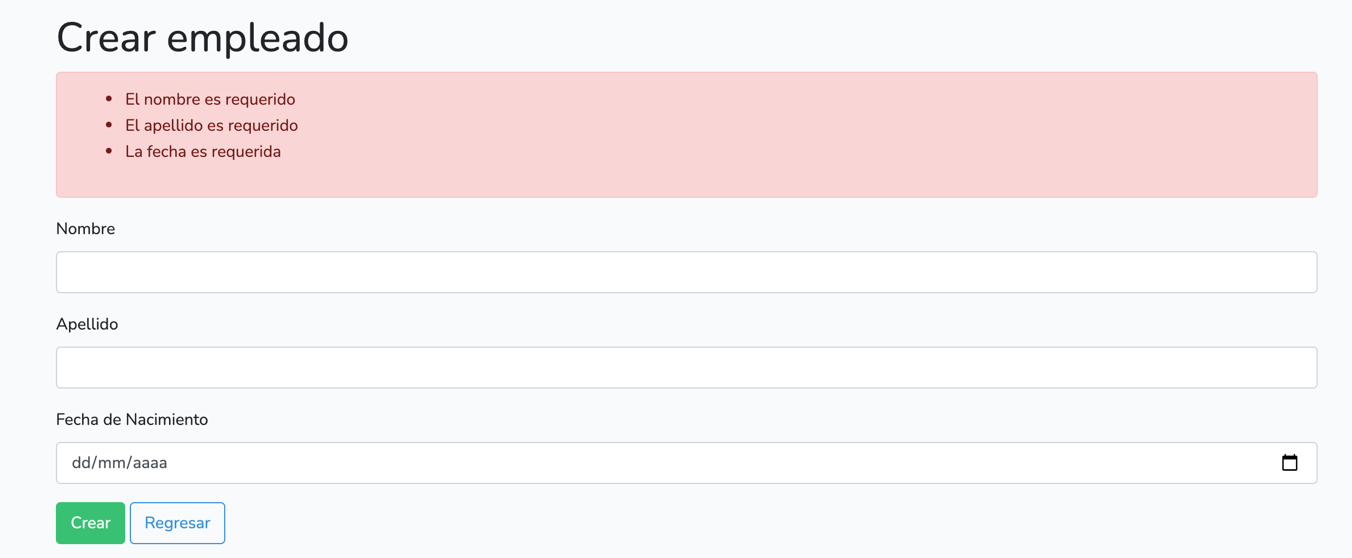 Crear empleado
El nombre es requerido
El apellido es requerido
La fecha es requerida
Nombre
Apellido
Fecha de Nacimiento
dd/mm/aaaa
Crear Regresar